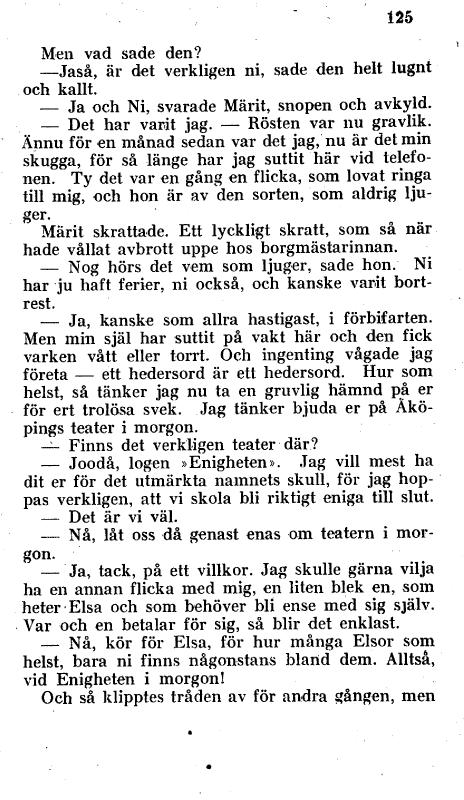 125
Men vad sade den?
—Jaså, är det verkligen ni, sade den helt lugnt
och kallt.
— Ja och Ni, svarade Märit, snopen och avkyld.
— Det har varit jag. — Rösten var nu gravlik.
Ännu för en månad sedan var det jag, nu är det min
skugga, för så länge har jag suttit här vid telefo-
nen. Ty det var en gång en flicka, som lovat ringa
till mig, och hon är av den sorten, som aldrig lju-
ger.
Märit skrattade. Ett lyckligt skratt, som så när
hade vållat avbrott uppe hos borgmästarinnan.
— Nog hörs det vem som ljuger, sade hon. Ni
har ju haft ferier, ni också, och kanske varit bort-
rest.
— Ja, kanske som allra hastigast, i förbifarten.
Men min själ har suttit på vakt här och den fick
varken vått eller torrt. Och ingenting vågade jag
företa — ett hedersord är ett hedersord. Hur som
helst, så tänker jag nu ta en gruvlig hämnd på er
för ert trolösa svek. Jag tänker bjuda er på Åkö-
pings teater i morgon.
— Finns det verkligen teater där?
— Joodå, logen »Enigheten». Jag vill mest ha
dit er för det utmärkta namnets skull, för jag hop-
pas verkligen, att vi skola bli riktigt eniga till slut.
— Det är vi väl.
— Nå, låt oss då genast enas om teatern i mor-
gon.
— Ja, tack, på ett villkor. Jag skulle gärna vilja
ha en annan flicka med mig, en liten blek en, som
heter Elsa och som behöver bli ense med sig själv.
Var och en betalar för sig, så blir det enklast.
— Nå, kör för Elsa, för hur många Elsor som
helst, bara ni finns någonstans bland dem. Alltså,
vid Enigheten i morgon!
Och så klipptes tråden av för andra gången, men